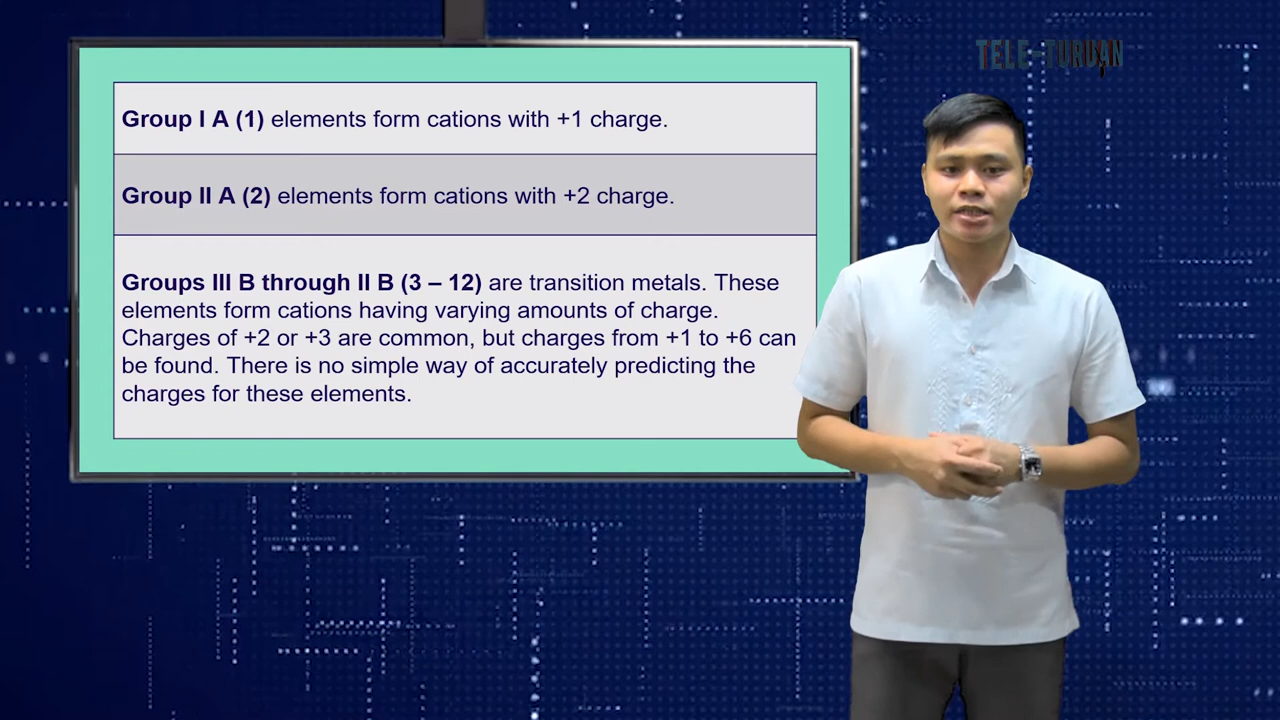 TELE-TURUAN
Group I A (1) elements form cations with +1 charge.
Group II A (2) elements form cations with +2 charge.
Groups III B through II B (3 – 12) are transition metals. These
elements form cations having varying amounts of charge.
Charges of +2 or +3 are common, but charges from +1 to +6 can
be found. There is no simple way of accurately predicting the
charges for these elements.